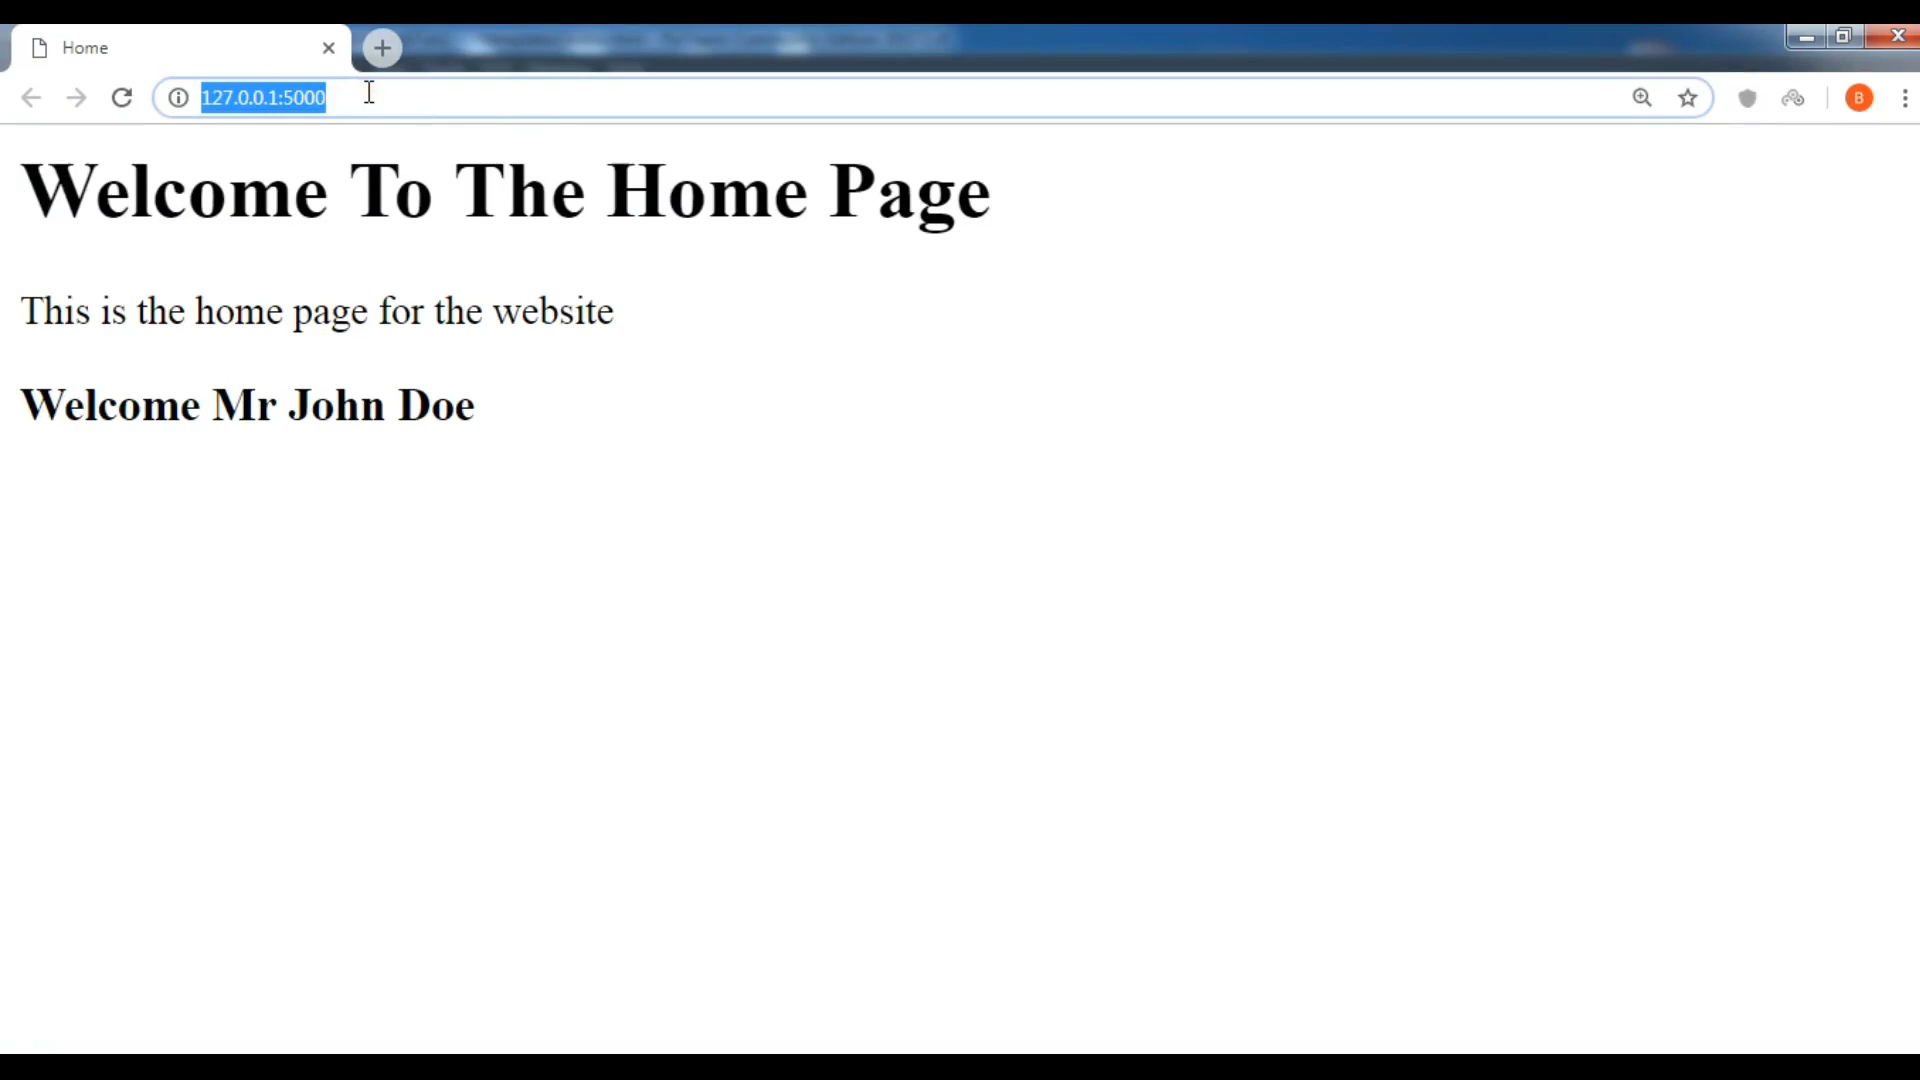 Home
127.0.0.1:5000
B
Welcome To The Home Page
This is the home page for the website
Welcome Mr John Doe